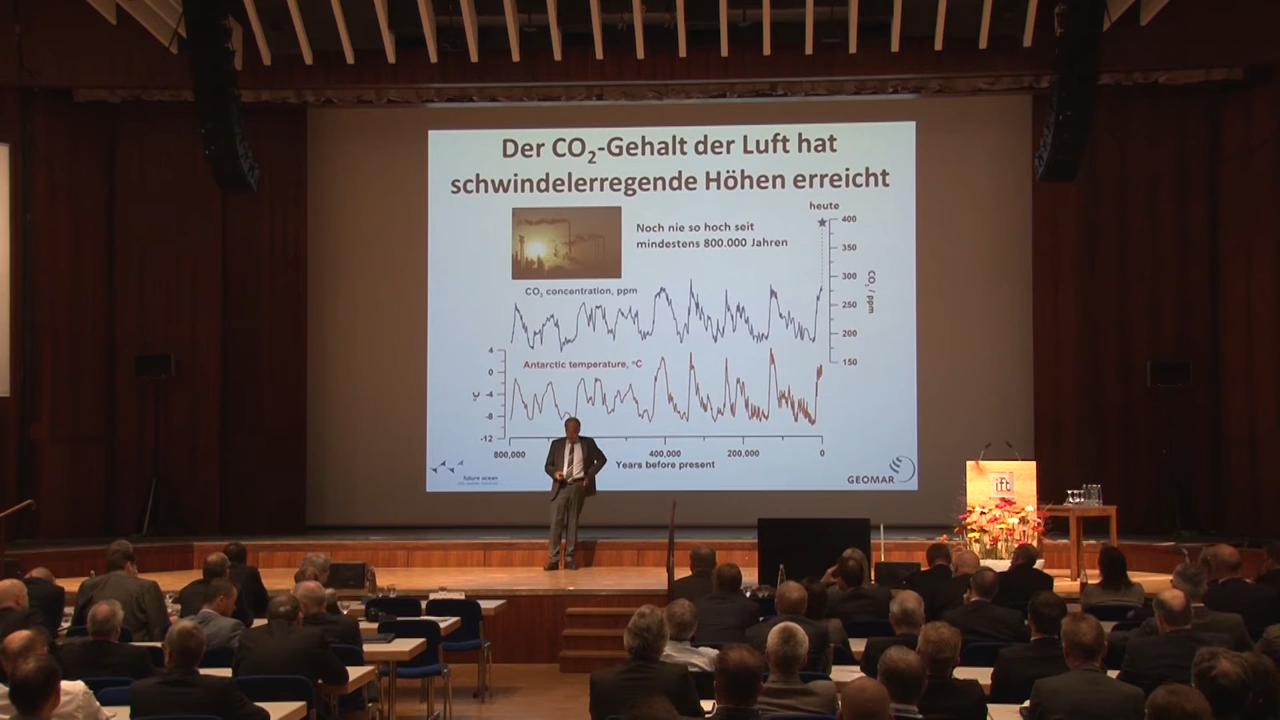 Der CO₂-Gehalt der Luft hat
schwindelerregende Höhen erreicht
heute
Noch nie so hoch seit
mindestens 800.000 Jahren
400
350
300
250
200
150
CO₂ / ppm
CO₂ concentration, ppm
Antarctic temperature, °C
4
0
-4
-8
-12
°C
800,000
400,000
200,000
0
Years before present
future ocean
GEOMAR
ift